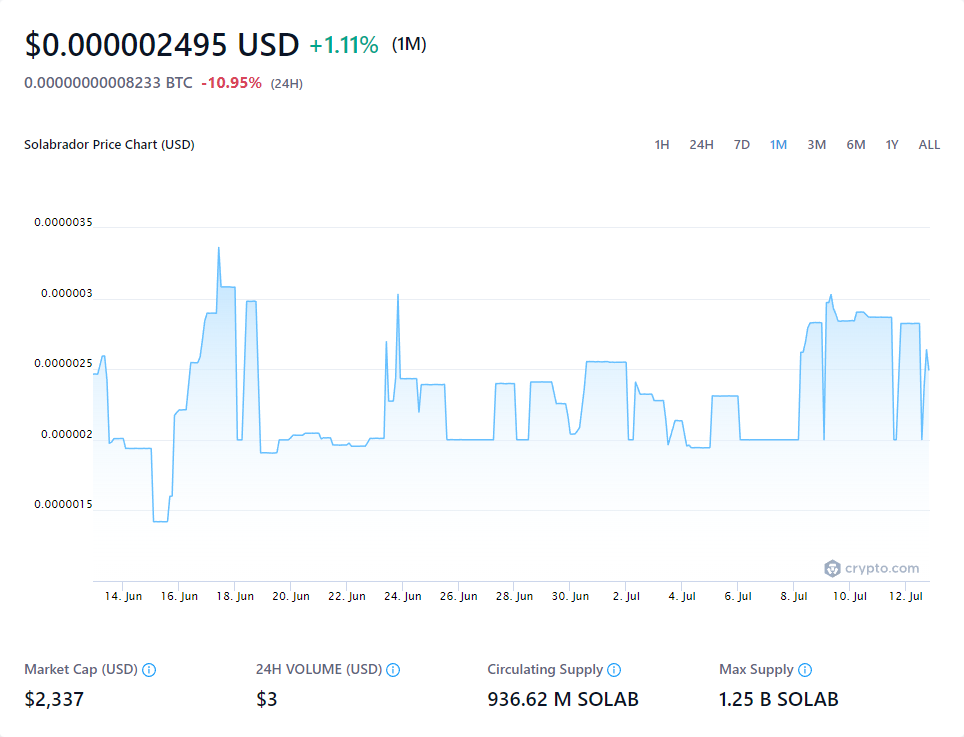 $0.000002495 USD +1.11% (1M)
0.00000000008233 BTC -10.95% (24H)
Solabrador Price Chart (USD) 1H 24H 7D 1M 3M 6M 1Y ALL
0.0000035
0.000003
0.0000025
0.000002
0.0000015
crypto.com
14. Jun 16. Jun 18. Jun 20. Jun 22. Jun 24. Jun 26. Jun 28. Jun 30. Jun 2. Jul 4. Jul 6. Jul 8. Jul 10. Jul 12. Jul
Market Cap (USD) 24H VOLUME (USD) Circulating Supply Max Supply
$2,337 $3 936.62 M SOLAB 1.25 B SOLAB